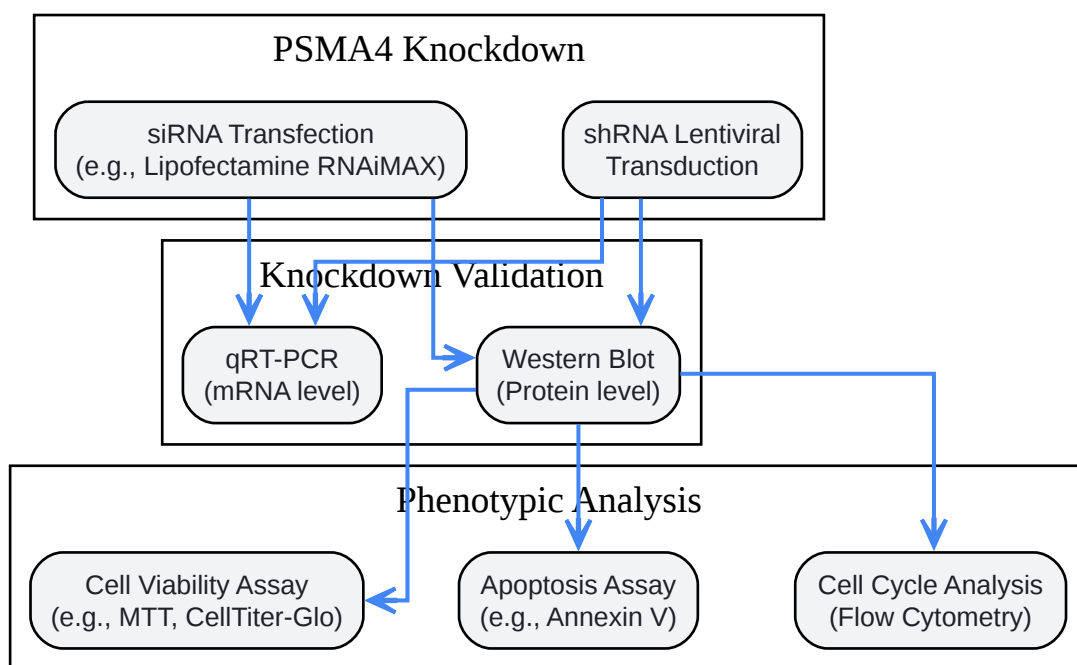 PSMA4 Knockdown
siRNA Transfection
(e.g., Lipofectamine RNAiMAX)
shRNA Lentiviral
Transduction
Knockdown Validation
qRT-PCR
(mRNA level)
Western Blot
(Protein level)
Phenotypic Analysis
Cell Viability Assay
(e.g., MTT, CellTiter-Glo)
Apoptosis Assay
(e.g., Annexin V)
Cell Cycle Analysis
(Flow Cytometry)